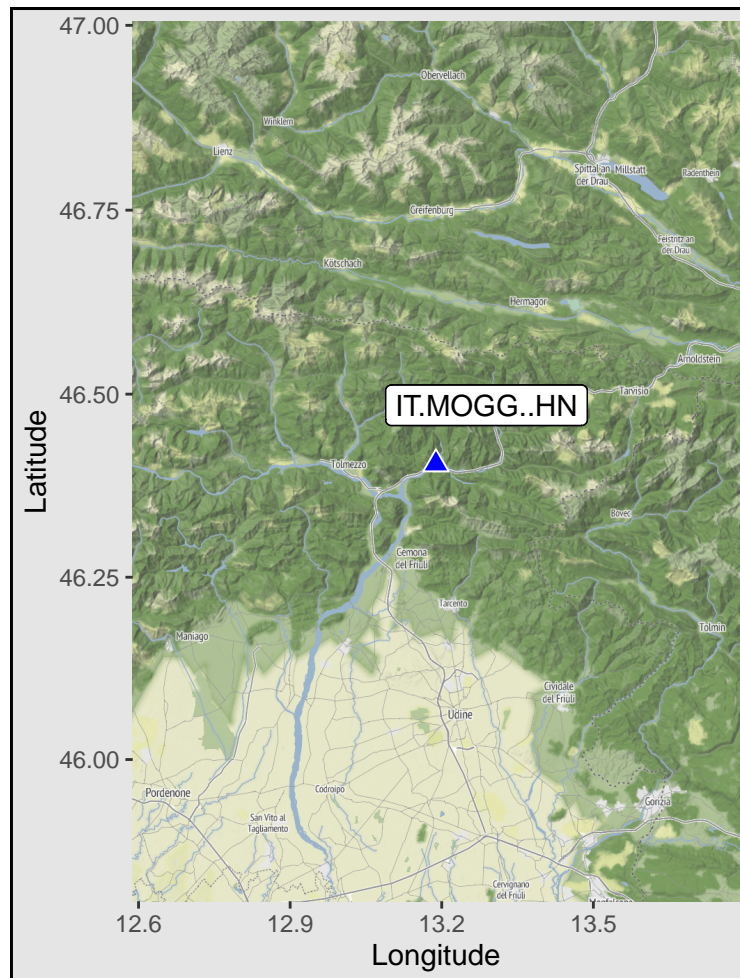 47.00
Obervellach
Winklern
Lienz
Spittal an
der Drau
Millstatt
Radenthein
46.75
Greifenburg
Feistritz an
der Drau
Kötschach
Hermagor
Arnoldstein
46.50
Tarvisio
IT.MOGG..HN
Tolmezzo
Bovec
Gemona
del Friuli
46.25
Tarcento
Tolmin
Maniago
Cividale
del Friuli
Udine
46.00
Pordenone
Codroipo
Gorizia
San Vito al
Tagliamento
Cervignano
del Friuli
Monfalcone
12.6
12.9
13.2
13.5
Longitude
Latitude